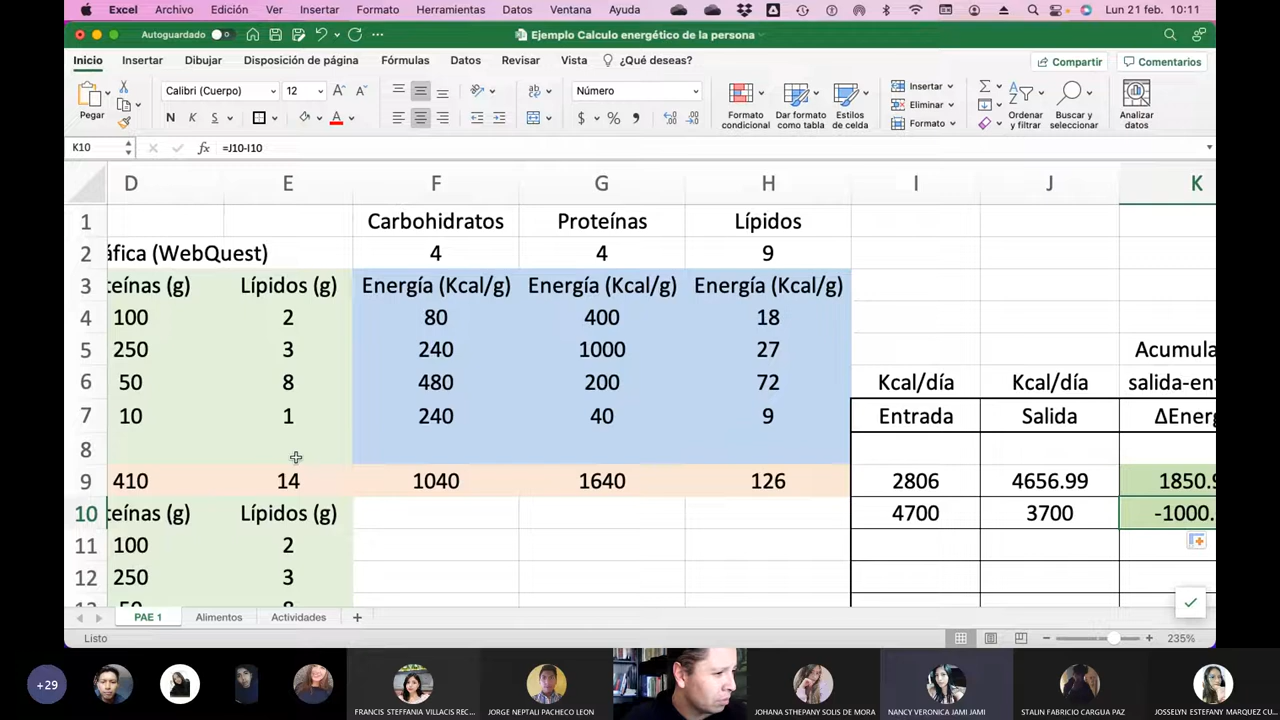 Excel Archivo Edición Ver Insertar Formato Herramientas Datos Ventana Ayuda Lun 21 feb. 10:11
Autoguardado Ejemplo Calculo energético de la persona
Inicio Insertar Dibujar Disposición de página Fórmulas Datos Revisar Vista ¿Qué deseas? Compartir Comentarios
Pegar Calibri (Cuerpo) 12 Número Formato condicional Dar formato como tabla Estilos de celda Insertar Eliminar Formato Ordenar y filtrar Buscar y seleccionar Analizar datos
N K S
K10 fx =J10-I10
D E F G H I J K
1 Carbohidratos Proteínas Lípidos
2 áfica (WebQuest) 4 4 9
3 teínas (g) Lípidos (g) Energía (Kcal/g) Energía (Kcal/g) Energía (Kcal/g)
4 100 2 80 400 18
5 250 3 240 1000 27 Acumula
6 50 8 480 200 72 Kcal/día Kcal/día salida-ent
7 10 1 240 40 9 Entrada Salida ΔEnerg
8
9 410 14 1040 1640 126 2806 4656.99 1850.9
10 teínas (g) Lípidos (g) 4700 3700 -1000.
11 100 2
12 250 3
PAE 1 Alimentos Actividades
Listo 235%
+29
FRANCIS STEFFANIA VILLACIS REC... JORGE NEPTALI PACHECO LEON JOHANA STHEPANY SOLIS DE MORA NANCY VERONICA JAMI JAMI STALIN FABRICIO CARGUA PAZ JOSSELYN ESTEFANY MARQUEZ CU...